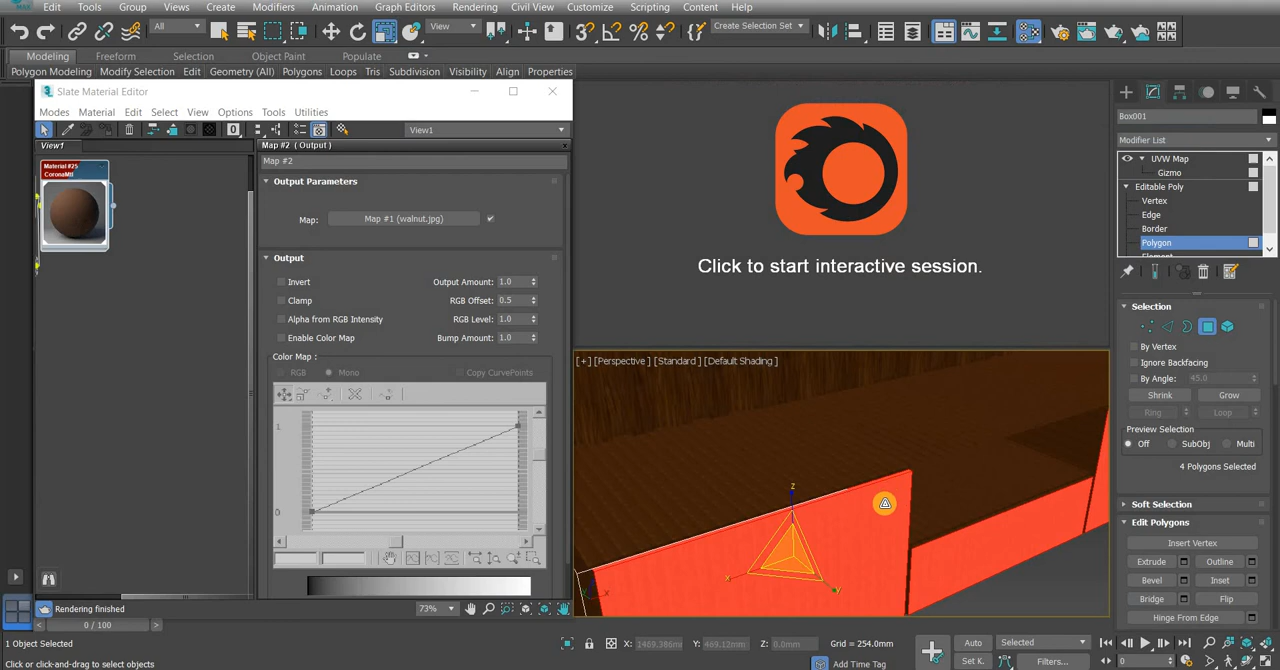 Edit Tools Group Views Create Modifiers Animation Graph Editors Rendering Civil View Customize Scripting Content Help
All View Create Selection Set
Modeling Freeform Selection Object Paint Populate
Polygon Modeling Modify Selection Edit Geometry (All) Polygons Loops Tris Subdivision Visibility Align Properties
Slate Material Editor
Modes Material Edit Select View Options Tools Utilities
0 View1
View1
Material #25
CoronaMtl
Map #2 ( Output )
Map #2
Output Parameters
Map: Map #1 (walnut.jpg)
Output
Invert Output Amount: 1.0
Clamp RGB Offset: 0.5
Alpha from RGB Intensity RGB Level: 1.0
Enable Color Map Bump Amount: 1.0
Color Map :
RGB Mono Copy CurvePoints
1
0
Rendering finished
73%
Click to start interactive session.
[+] [Perspective ] [Standard ] [Default Shading ]
z
x
y
Box001
Modifier List
UVW Map
Gizmo
Editable Poly
Vertex
Edge
Border
Polygon
Element
Selection
By Vertex
Ignore Backfacing
By Angle: 45.0
Shrink Grow
Ring Loop
Preview Selection
Off SubObj Multi
4 Polygons Selected
Soft Selection
Edit Polygons
Insert Vertex
Extrude Outline
Bevel Inset
Bridge Flip
Hinge From Edge
0 / 100
1 Object Selected
X: 1469.386mm Y: 469.12mm Z: 0.0mm Grid = 254.0mm
Auto Selected
Set K. Filters...
0
Click or click-and-drag to select objects
Add Time Tag